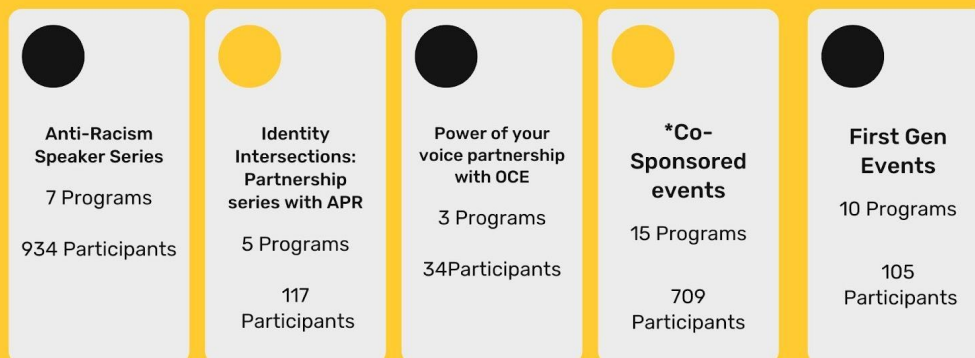 Anti-Racism
Speaker Series
7 Programs
934 Participants
Identity
Intersections:
Partnership
series with APR
5 Programs
117
Participants
Power of your
voice partnership
with OCE
3 Programs
34Participants
*Co-
Sponsored
events
15 Programs
709
Participants
First Gen
Events
10 Programs
105
Participants